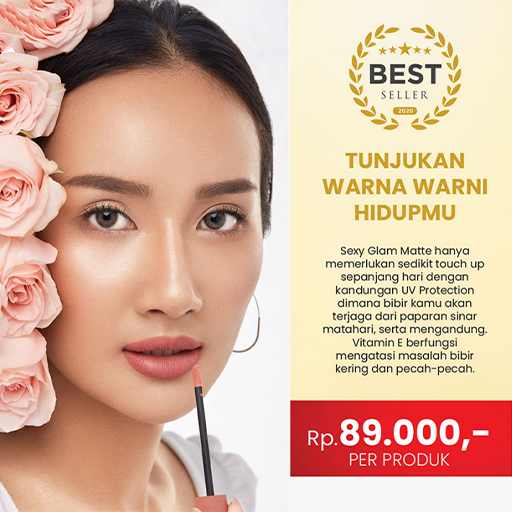 BEST
SELLER
2020
TUNJUKAN
WARNA WARNI
HIDUPMU
Sexy Glam Matte hanya
memerlukan sedikit touch up
sepanjang hari dengan
kandungan UV Protection
dimana bibir kamu akan
terjaga dari paparan sinar
matahari, serta mengandung.
Vitamin E berfungsi
mengatasi masalah bibir
kering dan pecah-pecah.
Rp.89.000,-
PER PRODUK